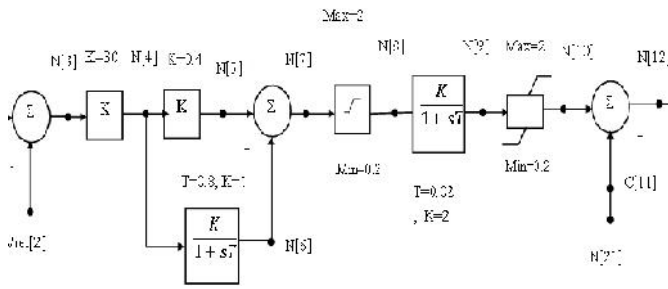 Max=2
N[3] K=30 N[4] K=0.4 N[5] N[7] N[8] N[9] Max=2 N[10] N[12]
Σ K K Σ K Σ
1+sT
Min=0.2 Min=0.2
T=0.8, K=1 T=0.02 C[11]
, K=2
K
1+sT
N[6]